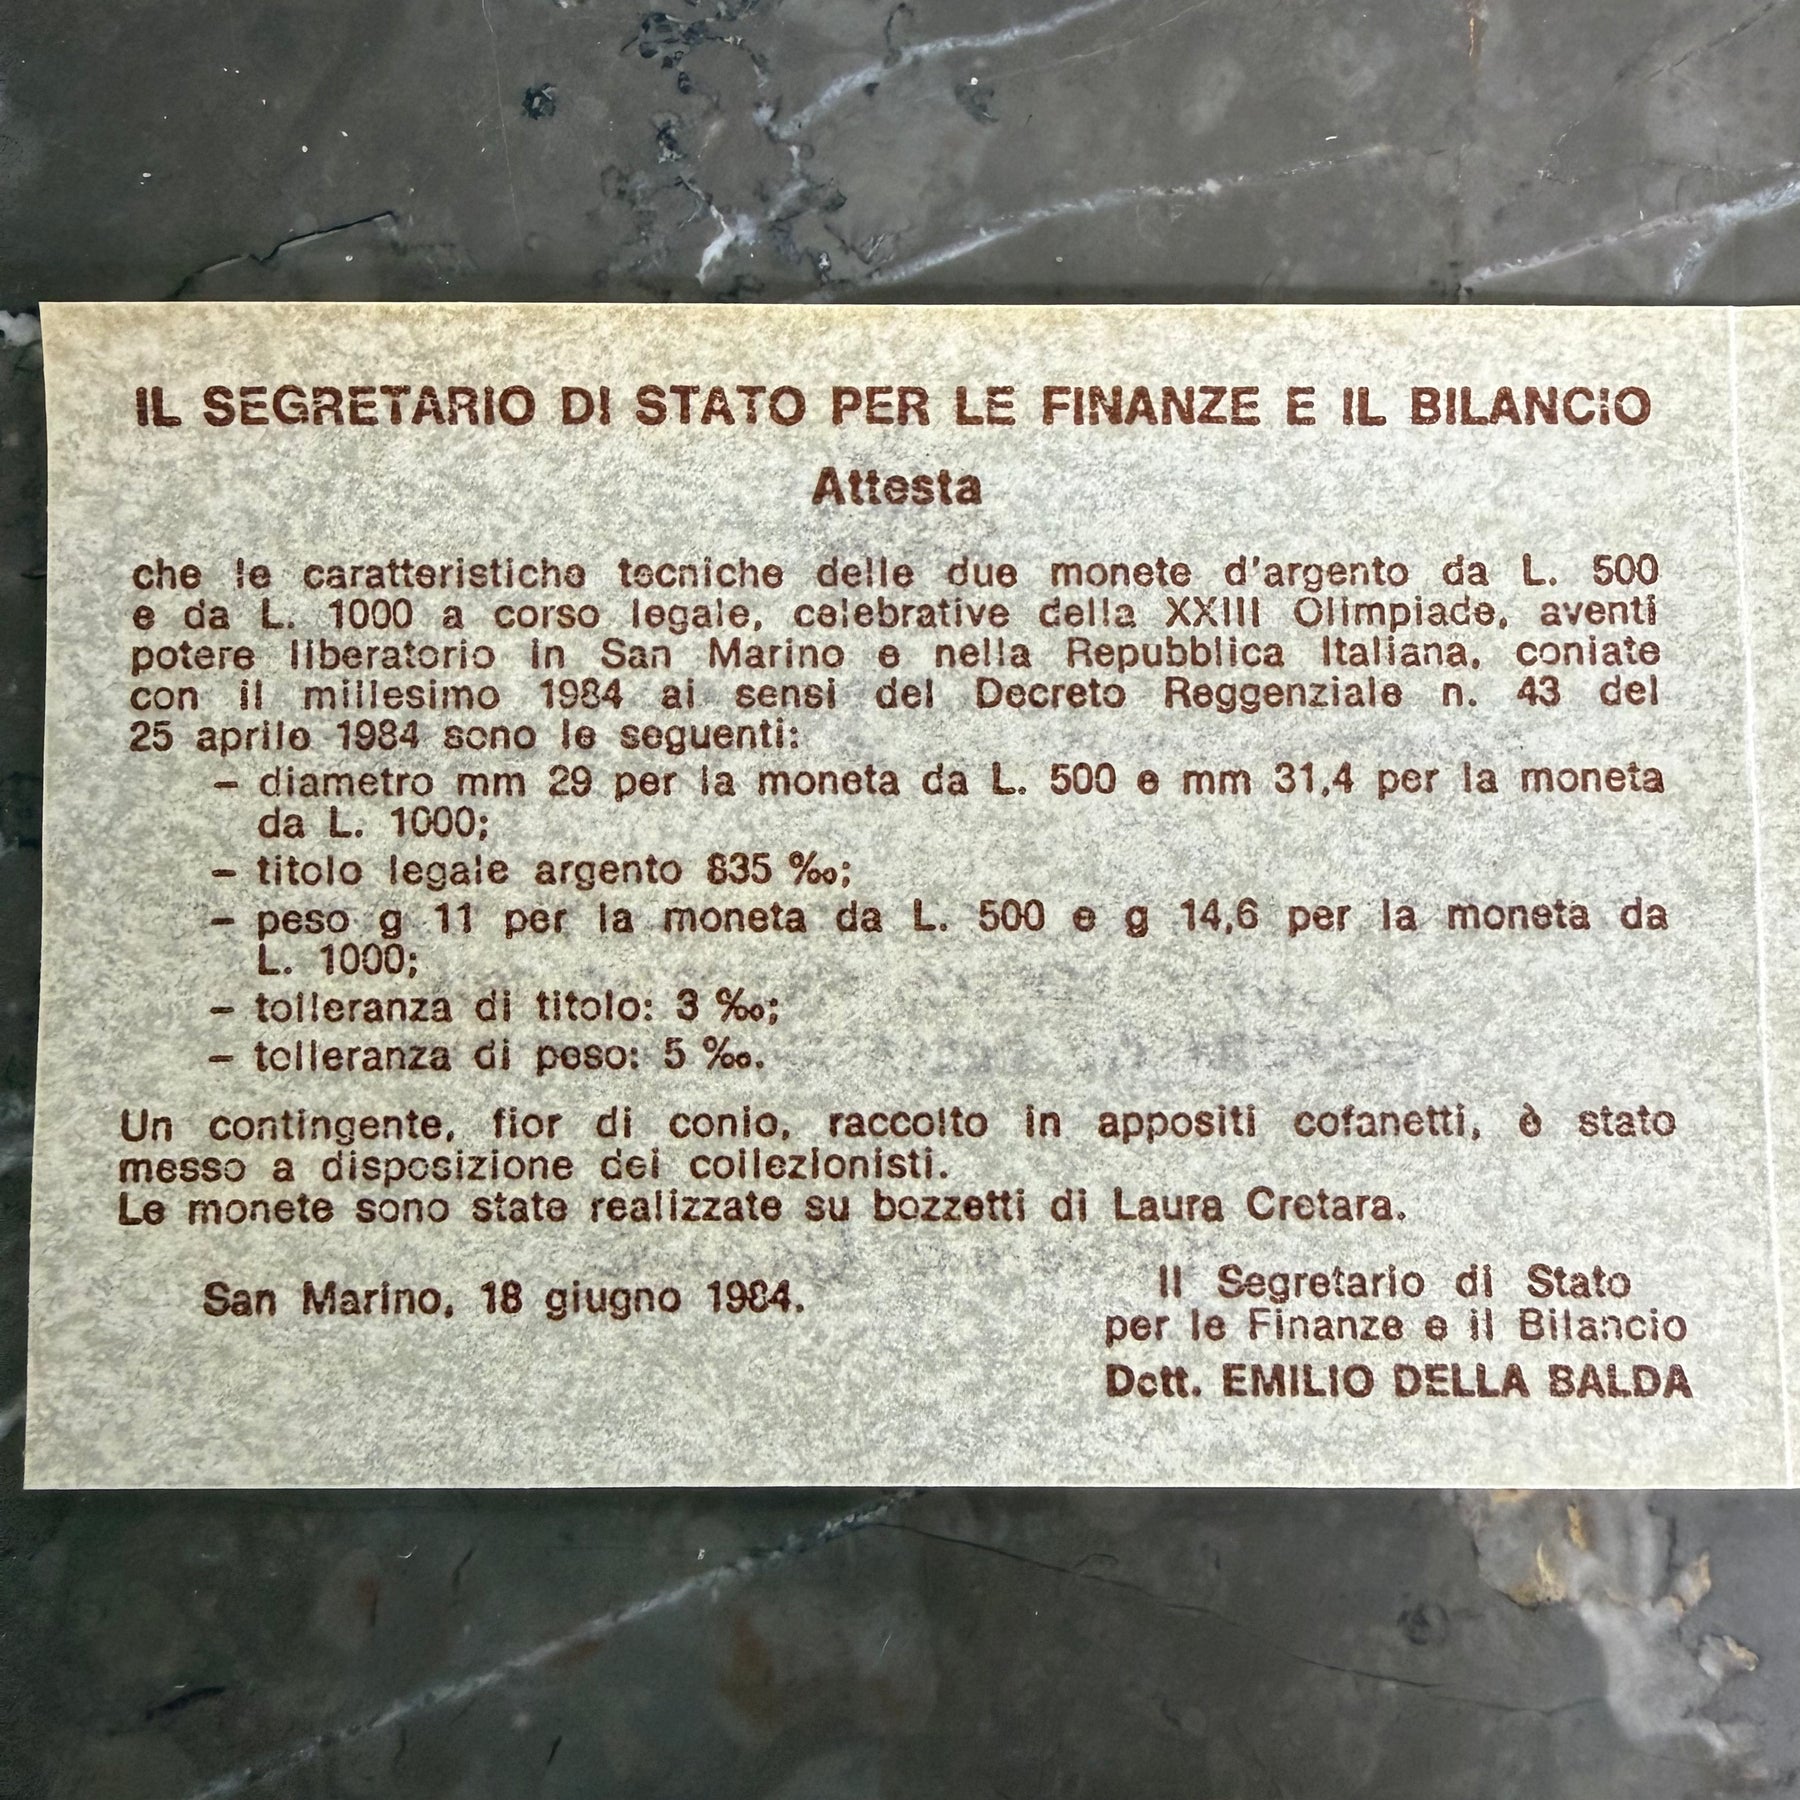 IL SEGRETARIO DI STATO PER LE FINANZE E IL BILANCIO
Attesta
che le caratteristiche tecniche delle due monete d'argento da L. 500
e da L. 1000 a corso legale, celebrative della XXIII Olimpiade, aventi
potere liberatorio in San Marino e nella Repubblica Italiana, coniate
con il millesimo 1984 ai sensi del Decreto Reggenziale n. 43 del
25 aprile 1984 sono le seguenti:
– diametro mm 29 per la moneta da L. 500 e mm 31,4 per la moneta
da L. 1000;
– titolo legale argento 835 ‰;
– peso g 11 per la moneta da L. 500 e g 14,6 per la moneta da
L. 1000;
– tolleranza di titolo: 3 ‰;
– tolleranza di peso: 5 ‰.
Un contingente, fior di conio, raccolto in appositi cofanetti, è stato
messo a disposizione dei collezionisti.
Le monete sono state realizzate su bozzetti di Laura Cretara.
San Marino, 18 giugno 1984.
Il Segretario di Stato
per le Finanze e il Bilancio
Dott. EMILIO DELLA BALDA